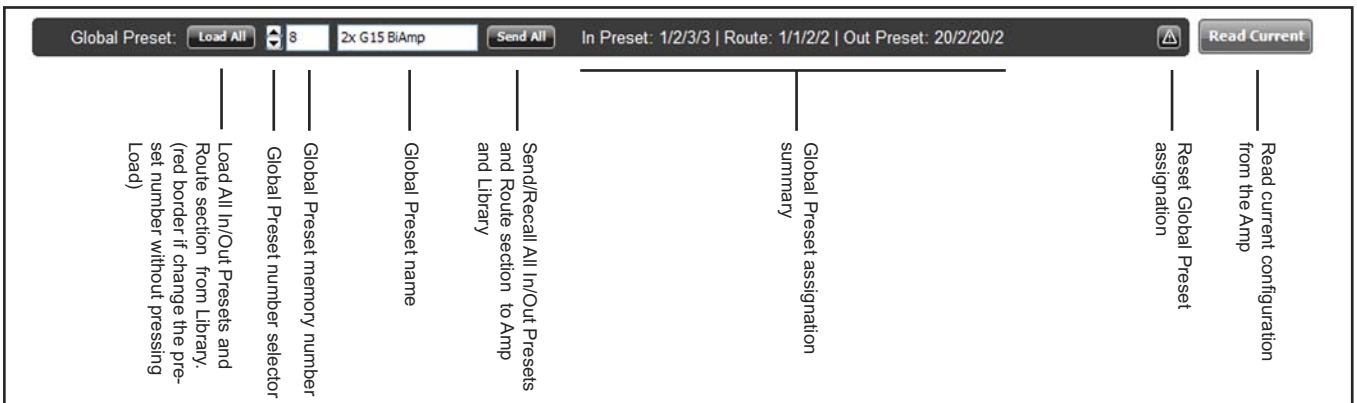 Global Preset: Load All 8 2x G15 BiAmp Send All In Preset: 1/2/3/3 | Route: 1/1/2/2 | Out Preset: 20/2/20/2 Read Current
Load All In/Out Presets and
Route section from Library.
(red border if change the pre-
set number without pressing
Load)
Global Preset number selector
Global Preset memory number
Global Preset name
Send/Recall All In/Out Presets
and Route section to Amp
and Library
Global Preset assignation
summary
Reset Global Preset
assignation
Read current configuration
from the Amp